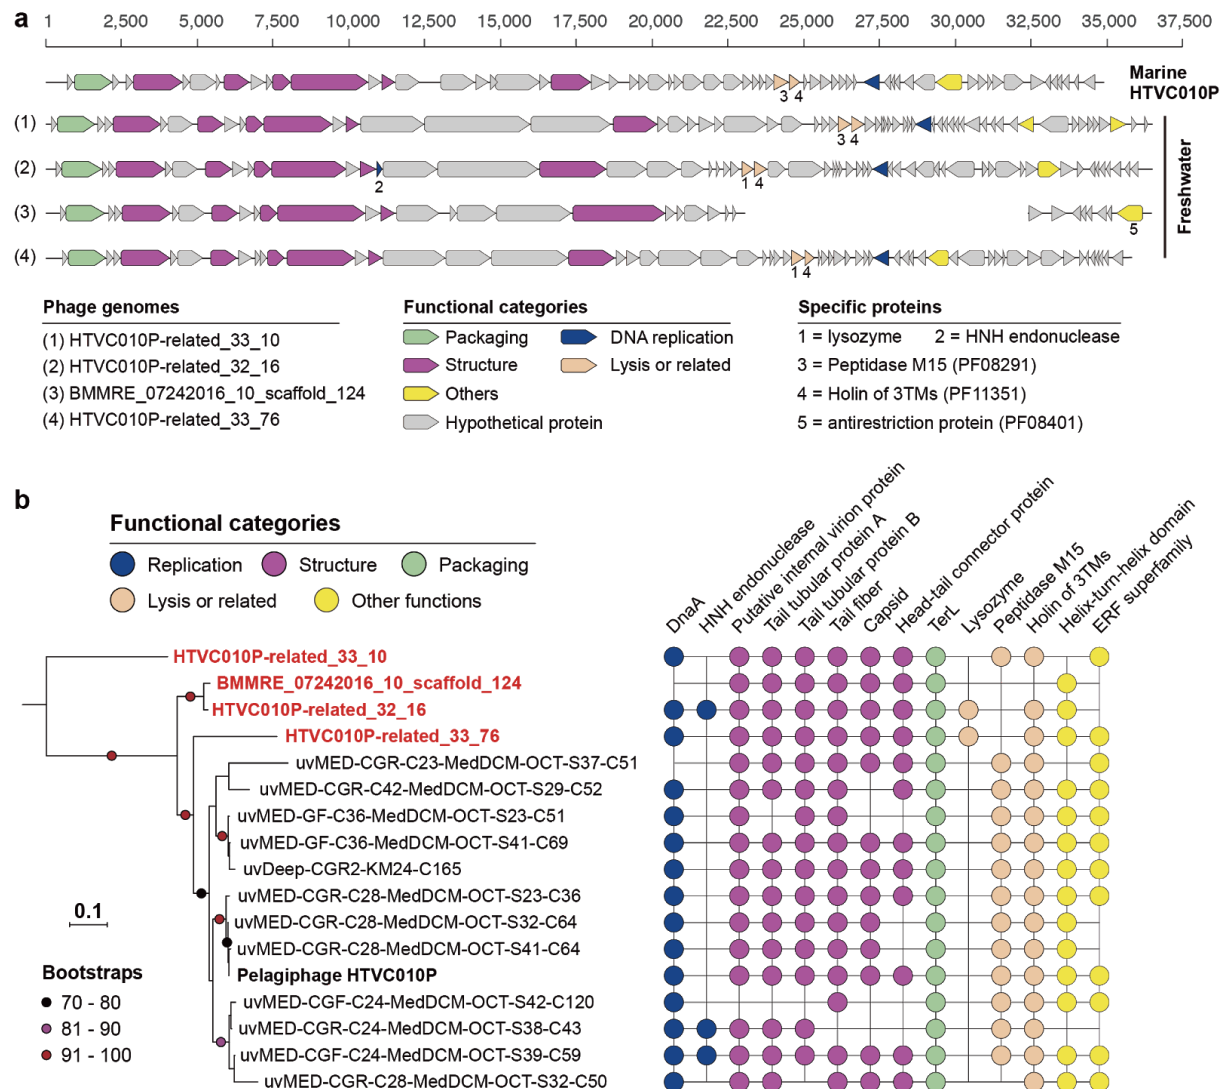 a
1 2,500 5,000 7,500 10,000 12,500 15,000 17,500 20,000 22,500 25,000 27,500 30,000 32,500 35,000 37,500
Marine
HTVC010P
3 4
(1)
3 4
(2)
2 1 4
(3)
5
(4)
1 4
Freshwater
Phage genomes
(1) HTVC010P-related_33_10
(2) HTVC010P-related_32_16
(3) BMMRE_07242016_10_scaffold_124
(4) HTVC010P-related_33_76
Functional categories
Packaging
DNA replication
Structure
Lysis or related
Others
Hypothetical protein
Specific proteins
1 = lysozyme 2 = HNH endonuclease
3 = Peptidase M15 (PF08291)
4 = Holin of 3TMs (PF11351)
5 = antirestriction protein (PF08401)
b
Functional categories
Replication Structure Packaging
Lysis or related Other functions
DnaA
HNH endonuclease
Putative internal virion protein
Tail tubular protein A
Tail tubular protein B
Tail fiber
Capsid
Head-tail connector protein
TerL
Lysozyme
Peptidase M15
Holin of 3TMs
Helix-turn-helix domain
ERF superfamily
HTVC010P-related_33_10
BMMRE_07242016_10_scaffold_124
HTVC010P-related_32_16
HTVC010P-related_33_76
uvMED-CGR-C23-MedDCM-OCT-S37-C51
uvMED-CGR-C42-MedDCM-OCT-S29-C52
uvMED-GF-C36-MedDCM-OCT-S23-C51
uvMED-GF-C36-MedDCM-OCT-S41-C69
uvDeep-CGR2-KM24-C165
uvMED-CGR-C28-MedDCM-OCT-S23-C36
uvMED-CGR-C28-MedDCM-OCT-S32-C64
uvMED-CGR-C28-MedDCM-OCT-S41-C64
Pelagiphage HTVC010P
uvMED-CGF-C24-MedDCM-OCT-S42-C120
uvMED-CGR-C24-MedDCM-OCT-S38-C43
uvMED-CGF-C24-MedDCM-OCT-S39-C59
uvMED-CGR-C28-MedDCM-OCT-S32-C50
0.1
Bootstraps
70 - 80
81 - 90
91 - 100